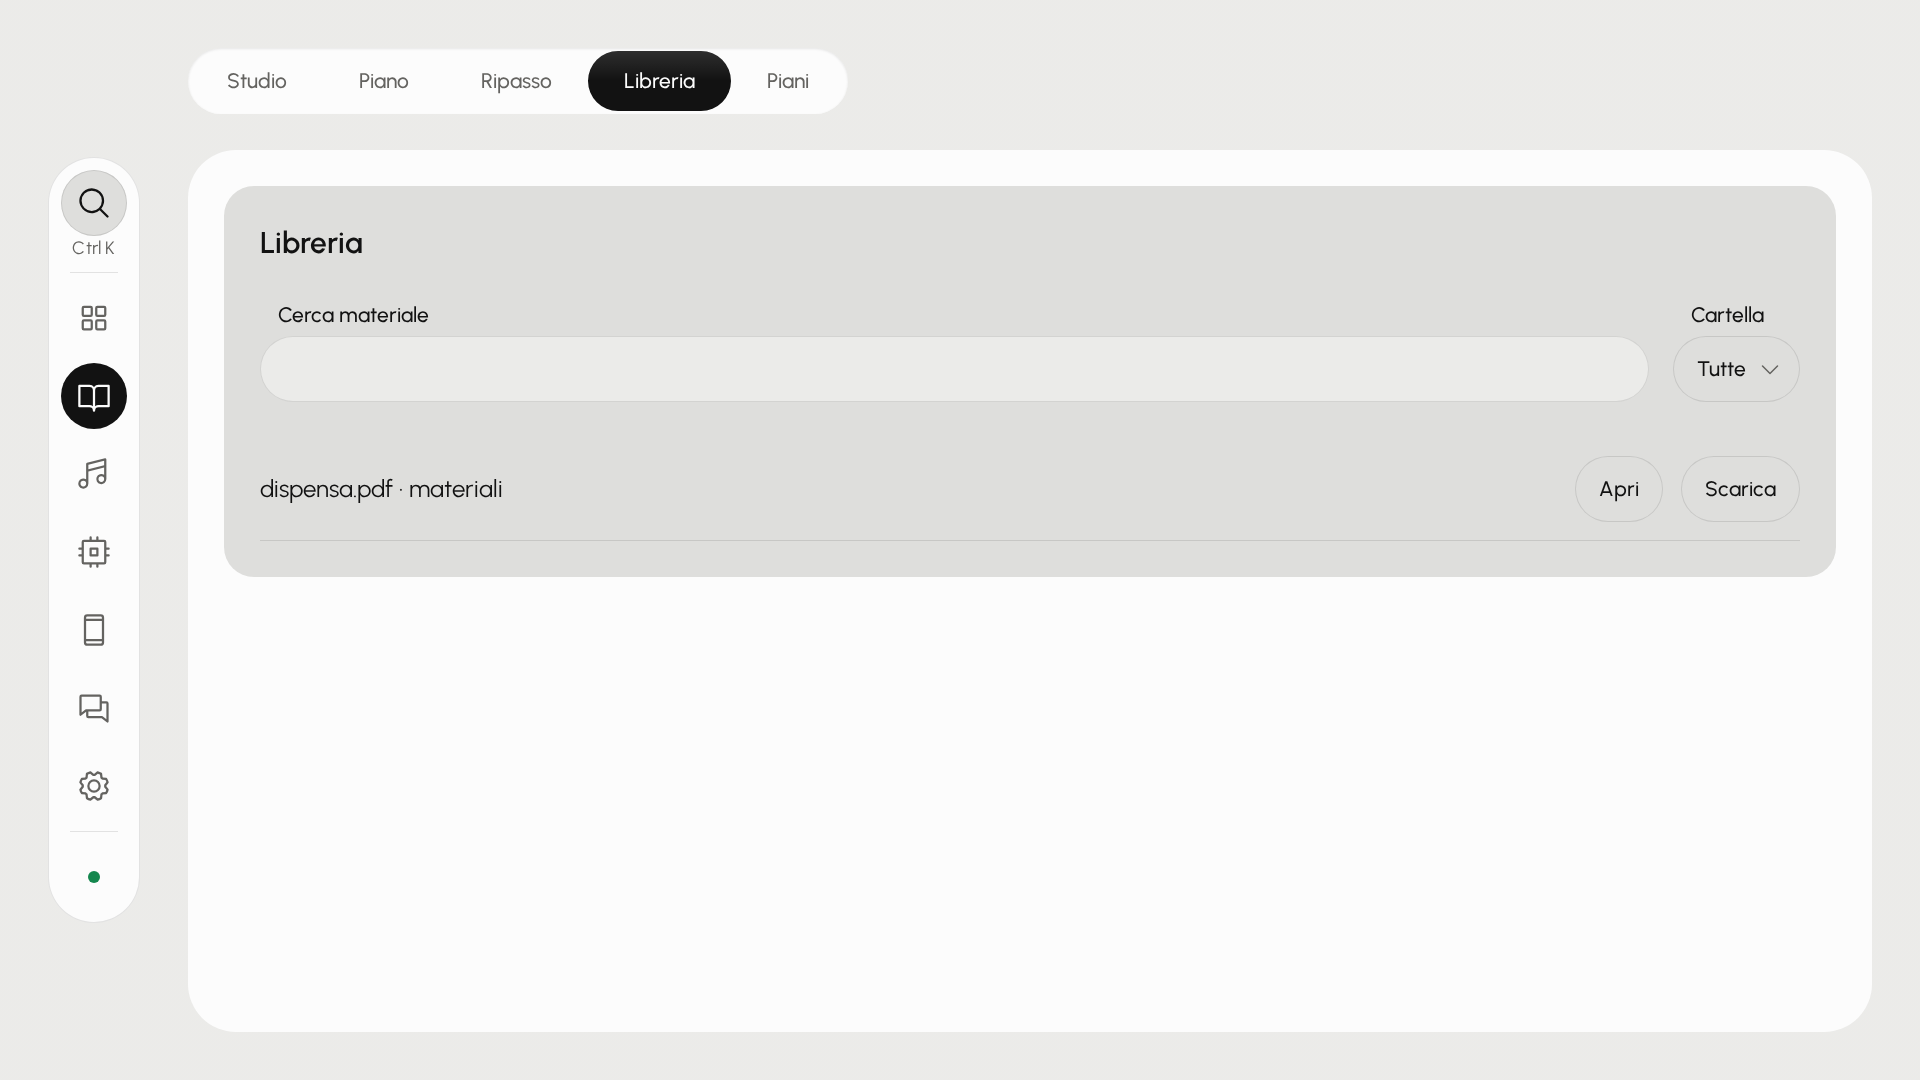 Studio
Piano
Ripasso
Libreria
Piani
Ctrl K
Libreria
Cerca materiale
Cartella
Tutte
dispensa.pdf · materiali
Apri
Scarica